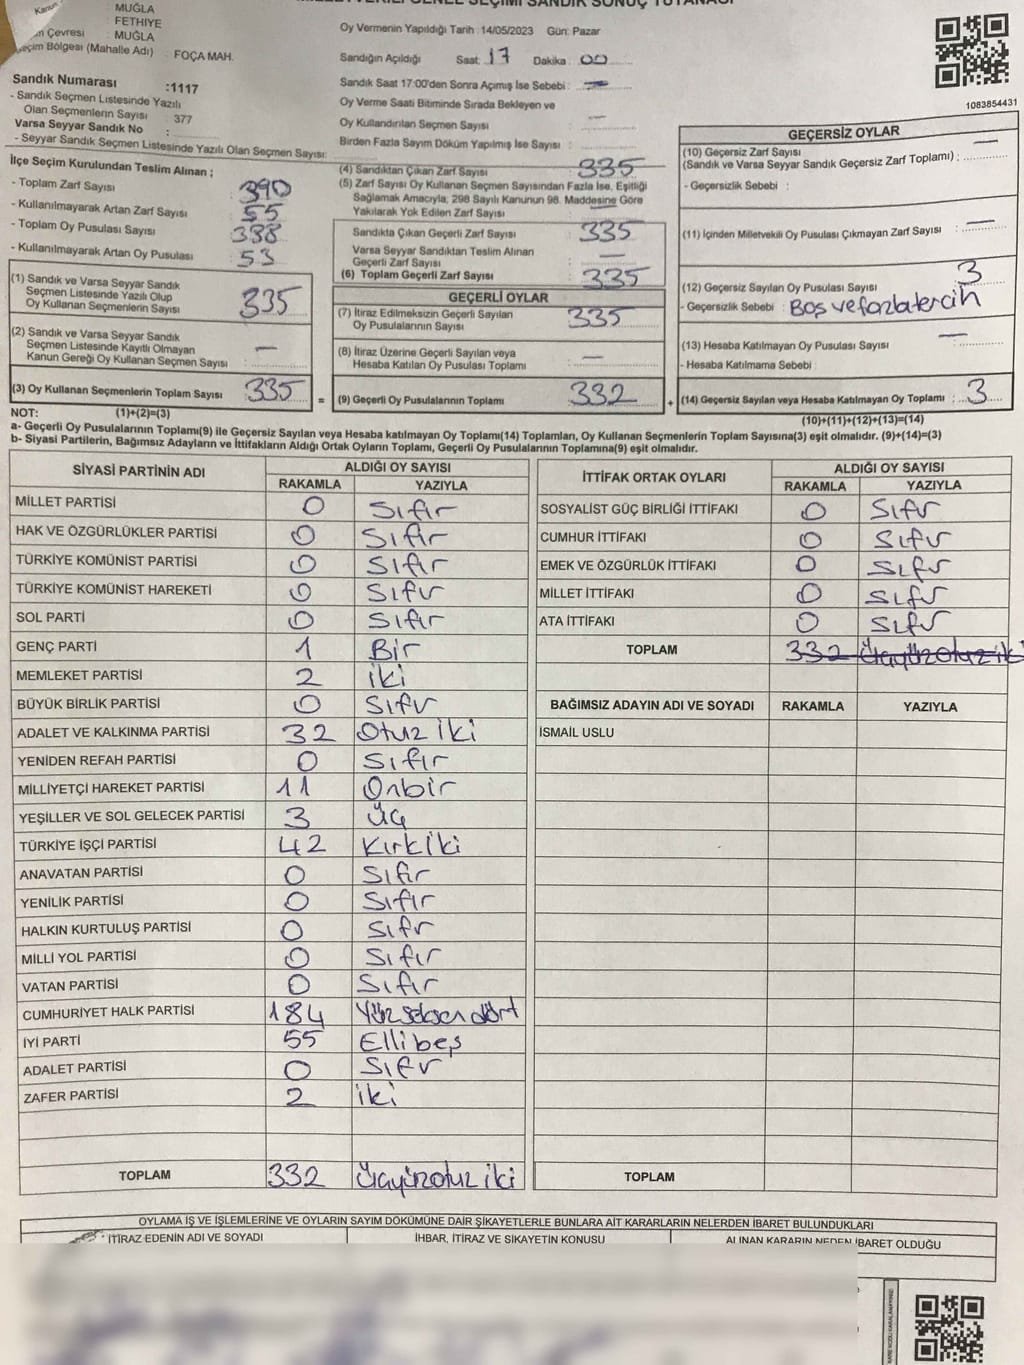 MUĞLA
FETHİYE
MUĞLA
Seçim Bölgesi (Mahalle Adı) : FOÇA MAH.
Sandık Numarası :1117
- Sandık Seçmen Listesinde Yazılı
Olan Seçmenlerin Sayısı : 377
Varsa Seyyar Sandık No :
- Seyyar Sandık Seçmen Listesinde Yazılı Olan Seçmen Sayısı:
İlçe Seçim Kurulundan Teslim Alınan ;
- Toplam Zarf Sayısı : 390
- Kullanılmayarak Artan Zarf Sayısı : 55
- Toplam Oy Pusulası Sayısı : 388
- Kullanılmayarak Artan Oy Pusulası : 53
(1) Sandık ve Varsa Seyyar Sandık
Seçmen Listesinde Yazılı Olup
Oy Kullanan Seçmenlerin Sayısı : 335
(2) Sandık ve Varsa Seyyar Sandık
Seçmen Listesinde Kayıtlı Olmayan
Kanun Gereği Oy Kullanan Seçmen Sayısı : —
(3) Oy Kullanan Seçmenlerin Toplam Sayısı : 335
Oy Vermenin Yapıldığı Tarih :14/05/2023 Gün: Pazar
Sandığın Açıldığı Saat: 17 Dakika : 00
Sandık Saat 17:00'den Sonra Açımış İse Sebebi : —
Oy Verme Saati Bitiminde Sırada Bekleyen ve
Oy Kullandırılan Seçmen Sayısı : —
Birden Fazla Sayım Döküm Yapılmış İse Sayısı :
(4) Sandıktan Çıkan Zarf Sayısı : 335
(5) Zarf Sayısı Oy Kullanan Seçmen Sayısından Fazla İse, Eşitliği
Sağlamak Amacıyla, 298 Sayılı Kanunun 98. Maddesine Göre
Yakılarak Yok Edilen Zarf Sayısı : —
Sandıkta Çıkan Geçerli Zarf Sayısı : 335
Varsa Seyyar Sandıktan Teslim Alınan
Geçerli Zarf Sayısı : —
(6) Toplam Geçerli Zarf Sayısı : 335
GEÇERLİ OYLAR
(7) İtiraz Edilmeksizin Geçerli Sayılan
Oy Pusulalarının Sayısı : 335
(8) İtiraz Üzerine Geçerli Sayılan veya
Hesaba Katılan Oy Pusulası Toplamı : —
= (9) Geçerli Oy Pusulalarının Toplamı : 332
1083854431
GEÇERSİZ OYLAR
(10) Geçersiz Zarf Sayısı
(Sandık ve Varsa Seyyar Sandık Geçersiz Zarf Toplamı) : —
- Geçersizlik Sebebi :
(11) İçinden Milletvekili Oy Pusulası Çıkmayan Zarf Sayısı : —
(12) Geçersiz Sayılan Oy Pusulası Sayısı : 3
- Geçersizlik Sebebi : Boş ve fazla tercih
(13) Hesaba Katılmayan Oy Pusulası Sayısı : —
- Hesaba Katılmama Sebebi :
+ (14) Geçersiz Sayılan veya Hesaba Katılmayan Oy Toplamı : 3
NOT: (1)+(2)=(3) (10)+(11)+(12)+(13)=(14)
a- Geçerli Oy Pusulalarının Toplamı(9) ile Geçersiz Sayılan veya Hesaba katılmayan Oy Toplamı(14) Toplamları, Oy Kullanan Seçmenlerin Toplam Sayısına(3) eşit olmalıdır. (9)+(14)=(3)
b- Siyasi Partilerin, Bağımsız Adayların ve İttifakların Aldığı Ortak Oyların Toplamı, Geçerli Oy Pusulalarının Toplamına(9) eşit olmalıdır.
SİYASİ PARTİNİN ADI ALDIĞI OY SAYISI
RAKAMLA YAZIYLA
MİLLET PARTİSİ 0 Sıfır
HAK VE ÖZGÜRLÜKLER PARTİSİ 0 Sıfır
TÜRKİYE KOMÜNİST PARTİSİ 0 Sıfır
TÜRKİYE KOMÜNİST HAREKETİ 0 Sıfır
SOL PARTİ 0 Sıfır
GENÇ PARTİ 1 Bir
MEMLEKET PARTİSİ 2 iki
BÜYÜK BİRLİK PARTİSİ 0 Sıfır
ADALET VE KALKINMA PARTİSİ 32 Otuz iki
YENİDEN REFAH PARTİSİ 0 Sıfır
MİLLİYETÇİ HAREKET PARTİSİ 11 Onbir
YEŞİLLER VE SOL GELECEK PARTİSİ 3 Üç
TÜRKİYE İŞÇİ PARTİSİ 42 Kırkiki
ANAVATAN PARTİSİ 0 Sıfır
YENİLİK PARTİSİ 0 Sıfır
HALKIN KURTULUŞ PARTİSİ 0 Sıfır
MİLLİ YOL PARTİSİ 0 Sıfır
VATAN PARTİSİ 0 Sıfır
CUMHURİYET HALK PARTİSİ 184 Yüzseksen dört
İYİ PARTİ 55 Ellibeş
ADALET PARTİSİ 0 Sıfır
ZAFER PARTİSİ 2 iki
TOPLAM 332 Üçyüzotuz iki
İTTİFAK ORTAK OYLARI ALDIĞI OY SAYISI
RAKAMLA YAZIYLA
SOSYALİST GÜÇ BİRLİĞİ İTTİFAKI 0 Sıfır
CUMHUR İTTİFAKI 0 Sıfır
EMEK VE ÖZGÜRLÜK İTTİFAKI 0 Sıfır
MİLLET İTTİFAKI 0 Sıfır
ATA İTTİFAKI 0 Sıfır
TOPLAM 332 Üçyüzotuz iki
BAĞIMSIZ ADAYIN ADI VE SOYADI RAKAMLA YAZIYLA
İSMAİL USLU
TOPLAM
OYLAMA İŞ VE İŞLEMLERİNE VE OYLARIN SAYIM DÖKÜMÜNE DAİR ŞİKAYETLERLE BUNLARA AİT KARARLARIN NELERDEN İBARET BULUNDUKLARI
İTİRAZ EDENİN ADI VE SOYADI İHBAR, İTİRAZ VE ŞİKAYETİN KONUSU ALINAN KARARIN NEDEN İBARET OLDUĞU